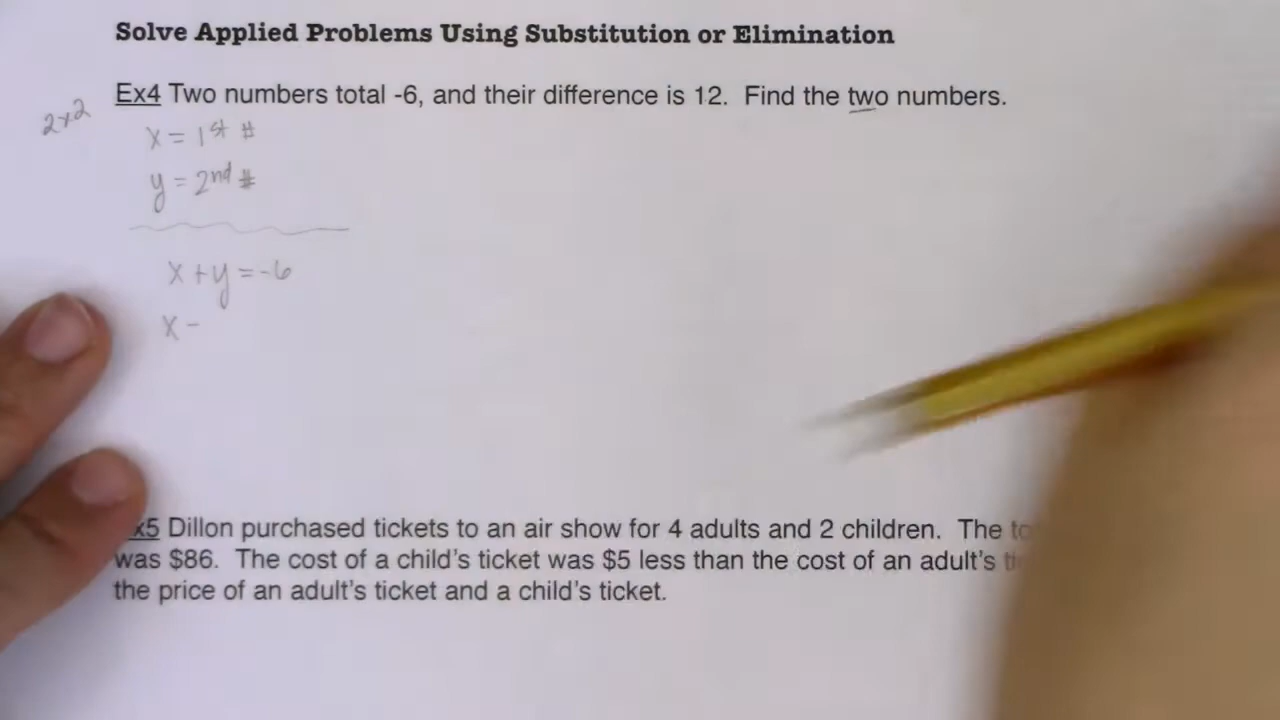 Solve Applied Problems Using Substitution or Elimination
Ex4 Two numbers total -6, and their difference is 12. Find the two numbers.
2x2
x = 1st #
y = 2nd #
x + y = -6
x -
x5 Dillon purchased tickets to an air show for 4 adults and 2 children. The
was $86. The cost of a child's ticket was $5 less than the cost of an adult's
the price of an adult's ticket and a child's ticket.